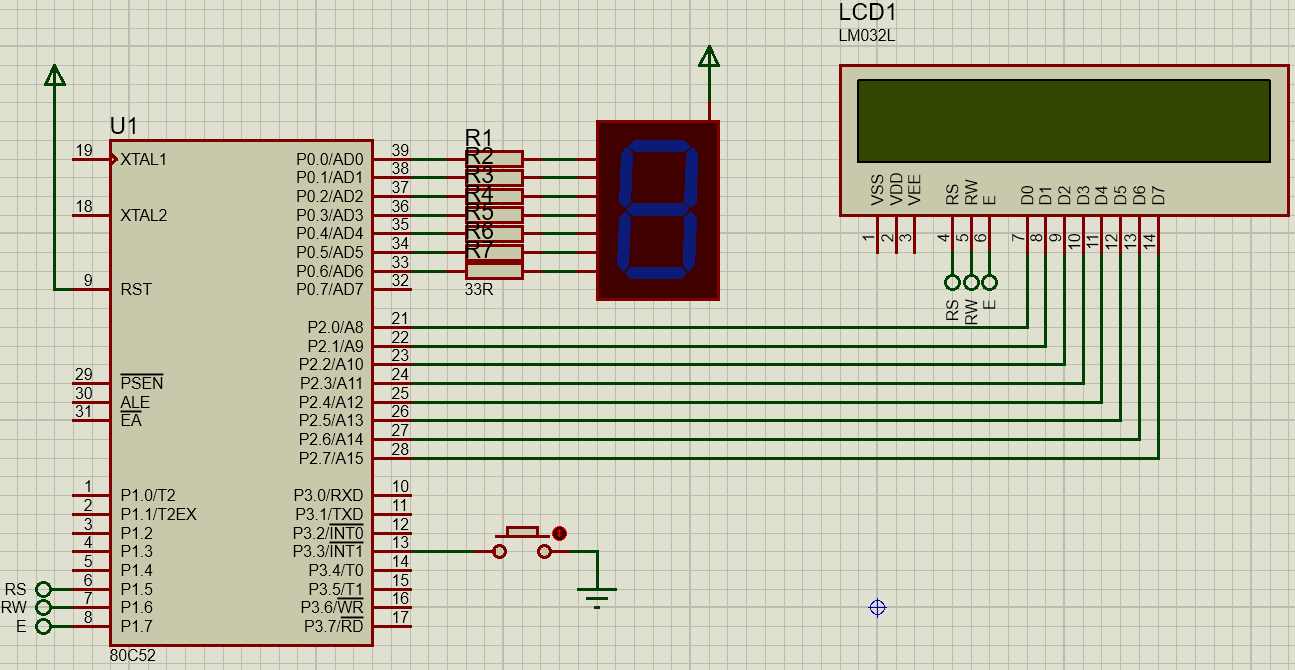 LCD1
LM032L
VSS VDD VEE RS RW E D0 D1 D2 D3 D4 D5 D6 D7
1 2 3 4 5 6 7 8 9 10 11 12 13 14
RS RW E
U1
19 XTAL1
18 XTAL2
9 RST
29 PSEN
30 ALE
31 EA
1 P1.0/T2
2 P1.1/T2EX
3 P1.2
4 P1.3
5 P1.4
RS 6 P1.5
RW 7 P1.6
E 8 P1.7
P0.0/AD0 39
P0.1/AD1 38
P0.2/AD2 37
P0.3/AD3 36
P0.4/AD4 35
P0.5/AD5 34
P0.6/AD6 33
P0.7/AD7 32
P2.0/A8 21
P2.1/A9 22
P2.2/A10 23
P2.3/A11 24
P2.4/A12 25
P2.5/A13 26
P2.6/A14 27
P2.7/A15 28
P3.0/RXD 10
P3.1/TXD 11
P3.2/INT0 12
P3.3/INT1 13
P3.4/T0 14
P3.5/T1 15
P3.6/WR 16
P3.7/RD 17
80C52
R1
R2
R3
R4
R5
R6
R7
33R